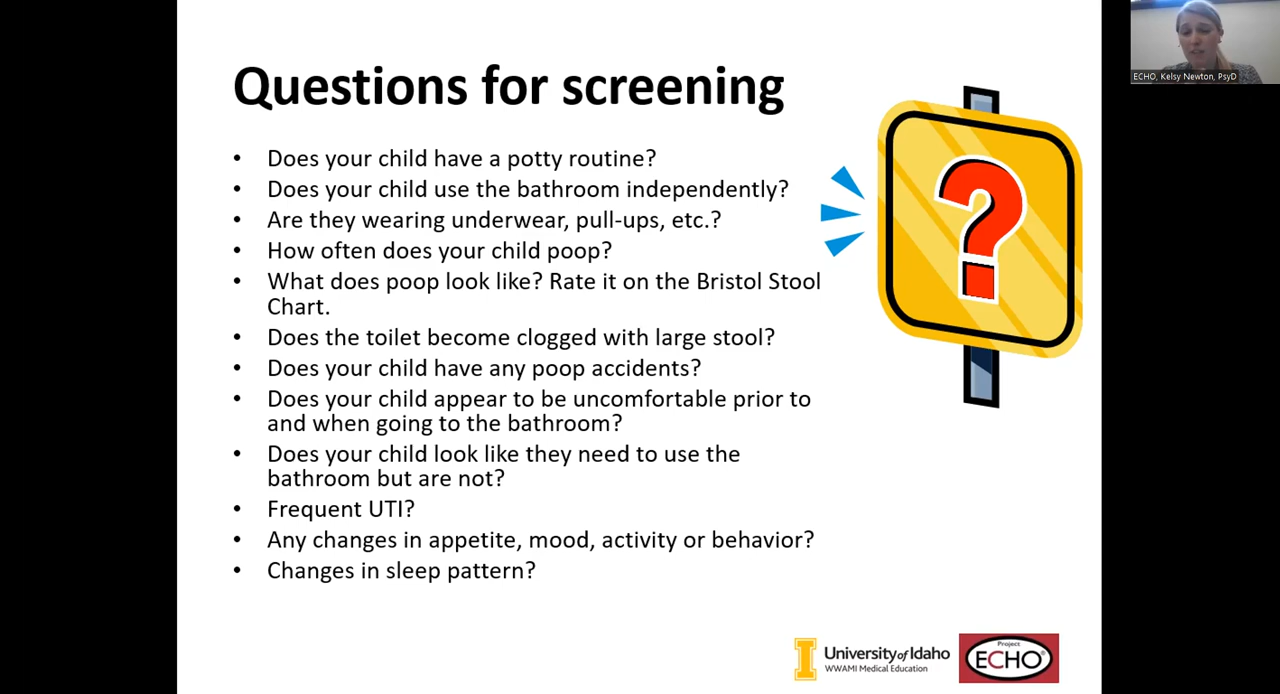 ECHO, Kelsy Newton, PsyD
Questions for screening
• Does your child have a potty routine?
• Does your child use the bathroom independently?
• Are they wearing underwear, pull-ups, etc.?
• How often does your child poop?
• What does poop look like? Rate it on the Bristol Stool
Chart.
• Does the toilet become clogged with large stool?
• Does your child have any poop accidents?
• Does your child appear to be uncomfortable prior to
and when going to the bathroom?
• Does your child look like they need to use the
bathroom but are not?
• Frequent UTI?
• Any changes in appetite, mood, activity or behavior?
• Changes in sleep pattern?
?
I
University of Idaho
WWAMI Medical Education
Project
ECHO®